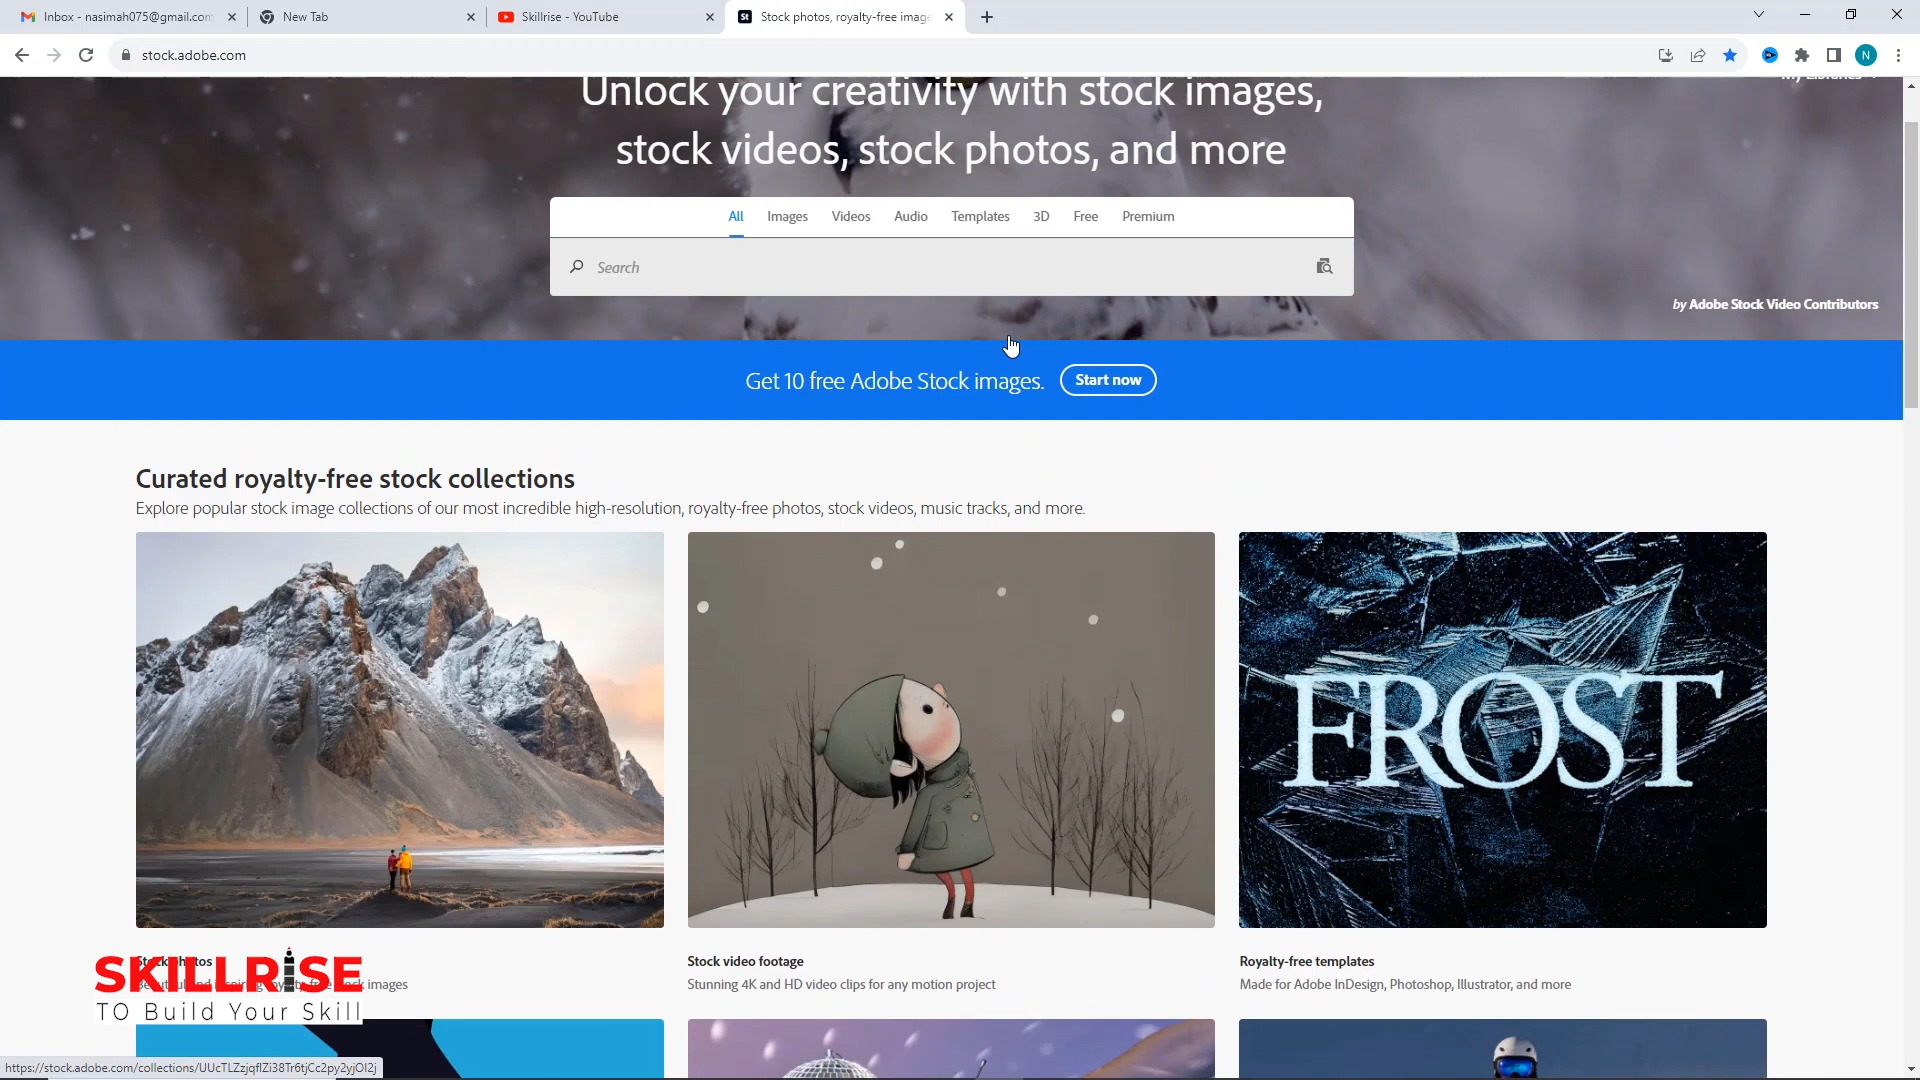 Inbox - nasimah075@gmail.com
New Tab
Skillrise - YouTube
Stock photos, royalty-free image
stock.adobe.com
N
My Libraries
Unlock your creativity with stock images,
stock videos, stock photos, and more
All Images Videos Audio Templates 3D Free Premium
Search
by Adobe Stock Video Contributors
Get 10 free Adobe Stock images. Start now
Curated royalty-free stock collections
Explore popular stock image collections of our most incredible high-resolution, royalty-free photos, stock videos, music tracks, and more.
FROST
Stock photos
images
SKILLRISE
TO Build Your Skill
Stock video footage
Stunning 4K and HD video clips for any motion project
Royalty-free templates
Made for Adobe InDesign, Photoshop, Illustrator, and more